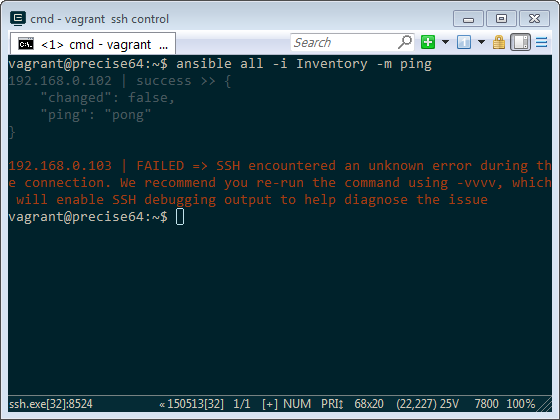 cmd - vagrant ssh control
<1> cmd - vagrant ...
Search
vagrant@precise64:~$ ansible all -i Inventory -m ping
192.168.0.102 | success >> {
    "changed": false,
    "ping": "pong"
}
192.168.0.103 | FAILED => SSH encountered an unknown error during th
e connection. We recommend you re-run the command using -vvvv, which
 will enable SSH debugging output to help diagnose the issue
vagrant@precise64:~$
ssh.exe[32]:8524 « 150513[32] 1/1 [+] NUM PRI↕ 68x20 (22,227) 25V 7800 100%